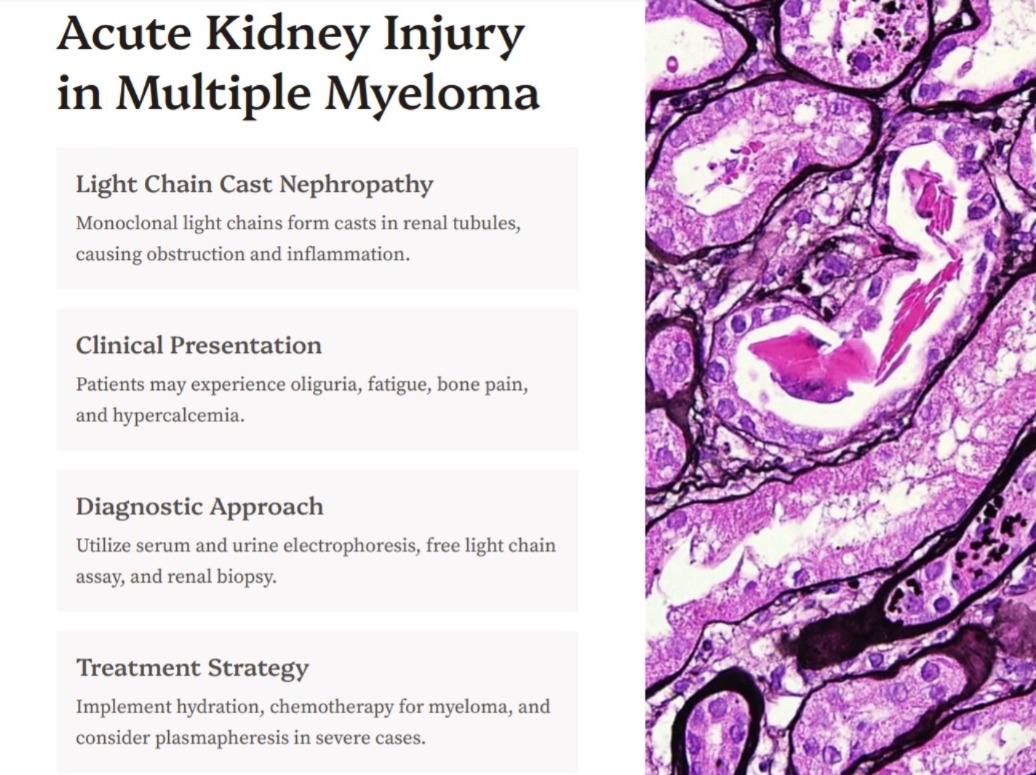 Acute Kidney Injury
in Multiple Myeloma
Light Chain Cast Nephropathy
Monoclonal light chains form casts in renal tubules,
causing obstruction and inflammation.
Clinical Presentation
Patients may experience oliguria, fatigue, bone pain,
and hypercalcemia.
Diagnostic Approach
Utilize serum and urine electrophoresis, free light chain
assay, and renal biopsy.
Treatment Strategy
Implement hydration, chemotherapy for myeloma, and
consider plasmapheresis in severe cases.